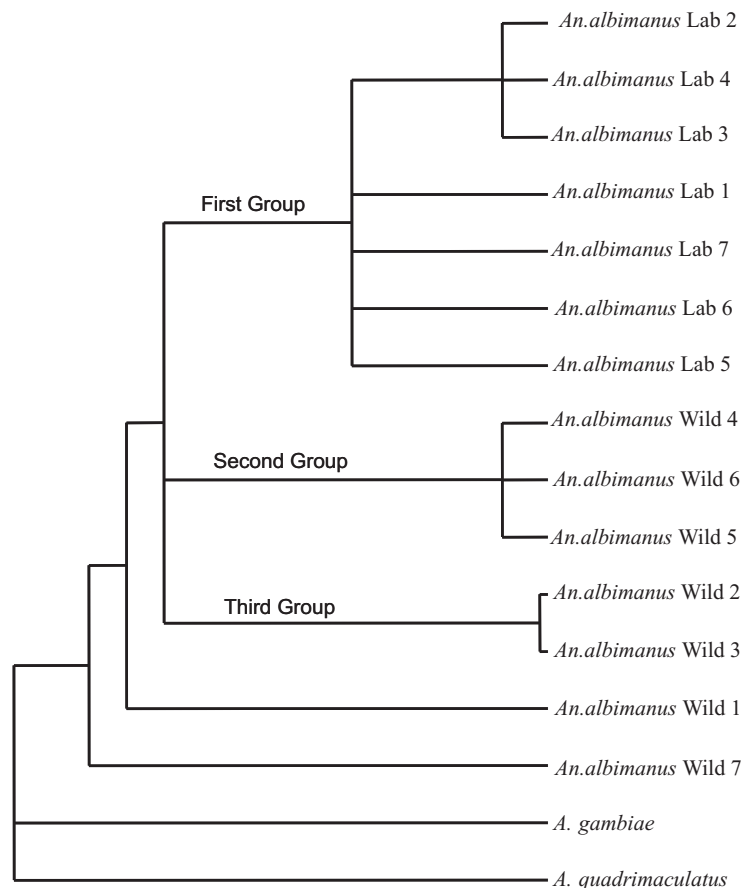 An.albimanus Lab 2
An.albimanus Lab 4
An.albimanus Lab 3
First Group
An.albimanus Lab 1
An.albimanus Lab 7
An.albimanus Lab 6
An.albimanus Lab 5
An.albimanus Wild 4
Second Group
An.albimanus Wild 6
An.albimanus Wild 5
An.albimanus Wild 2
Third Group
An.albimanus Wild 3
An.albimanus Wild 1
An.albimanus Wild 7
A. gambiae
A. quadrimaculatus